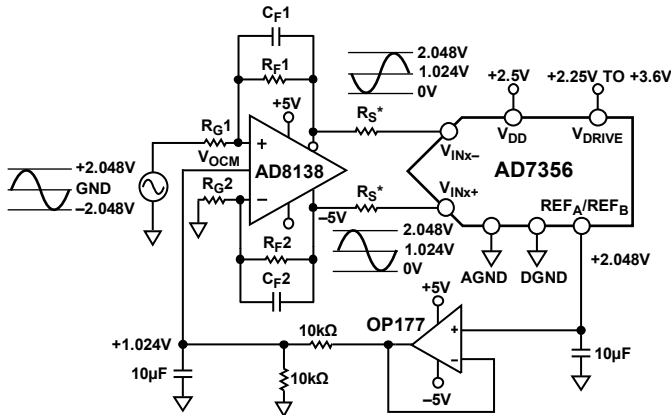 CF1
RF1
+5V
RG1
+
VOCM
AD8138
RG2
−
−5V
RF2
CF2
+2.048V
GND
−2.048V
2.048V
1.024V
0V
RS*
RS*
2.048V
1.024V
0V
+2.5V
+2.25V TO +3.6V
VDD
VDRIVE
VINx−
AD7356
VINx+
REFA/REFB
AGND
DGND
+2.048V
+5V
OP177
+
−
−5V
10µF
+1.024V
10kΩ
10µF
10kΩ